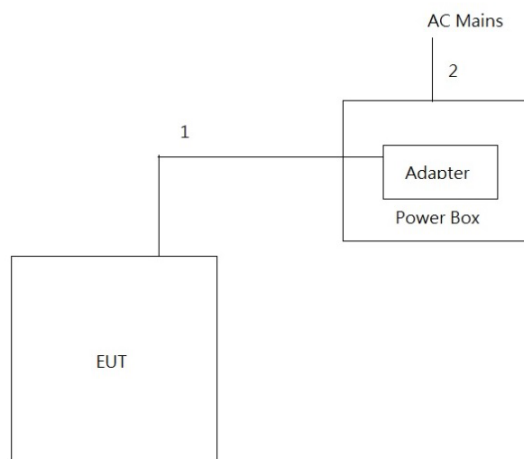 AC Mains
2
1
Adapter
Power Box
EUT